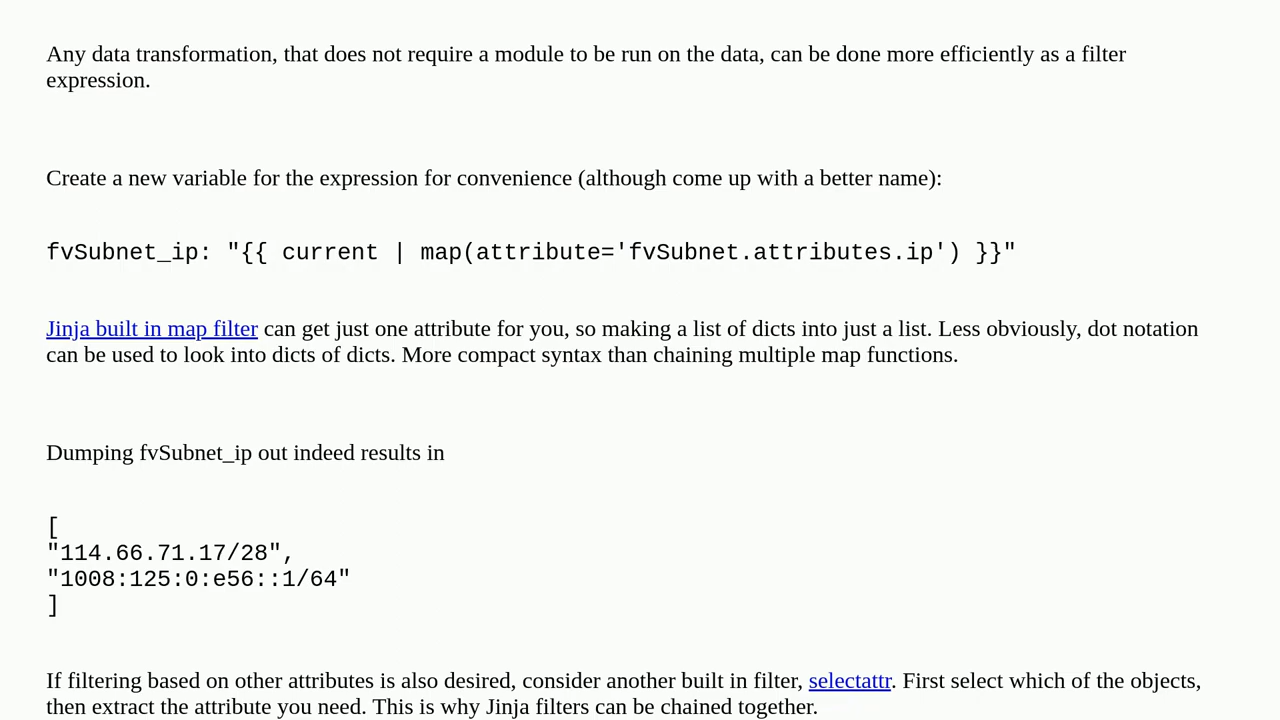 Any data transformation, that does not require a module to be run on the data, can be done more efficiently as a filter
expression.
Create a new variable for the expression for convenience (although come up with a better name):
fvSubnet_ip: "{{ current | map(attribute='fvSubnet.attributes.ip') }}"
Jinja built in map filter can get just one attribute for you, so making a list of dicts into just a list. Less obviously, dot notation
can be used to look into dicts of dicts. More compact syntax than chaining multiple map functions.
Dumping fvSubnet_ip out indeed results in
[
"114.66.71.17/28",
"1008:125:0:e56::1/64"
]
If filtering based on other attributes is also desired, consider another built in filter, selectattr. First select which of the objects,
then extract the attribute you need. This is why Jinja filters can be chained together.